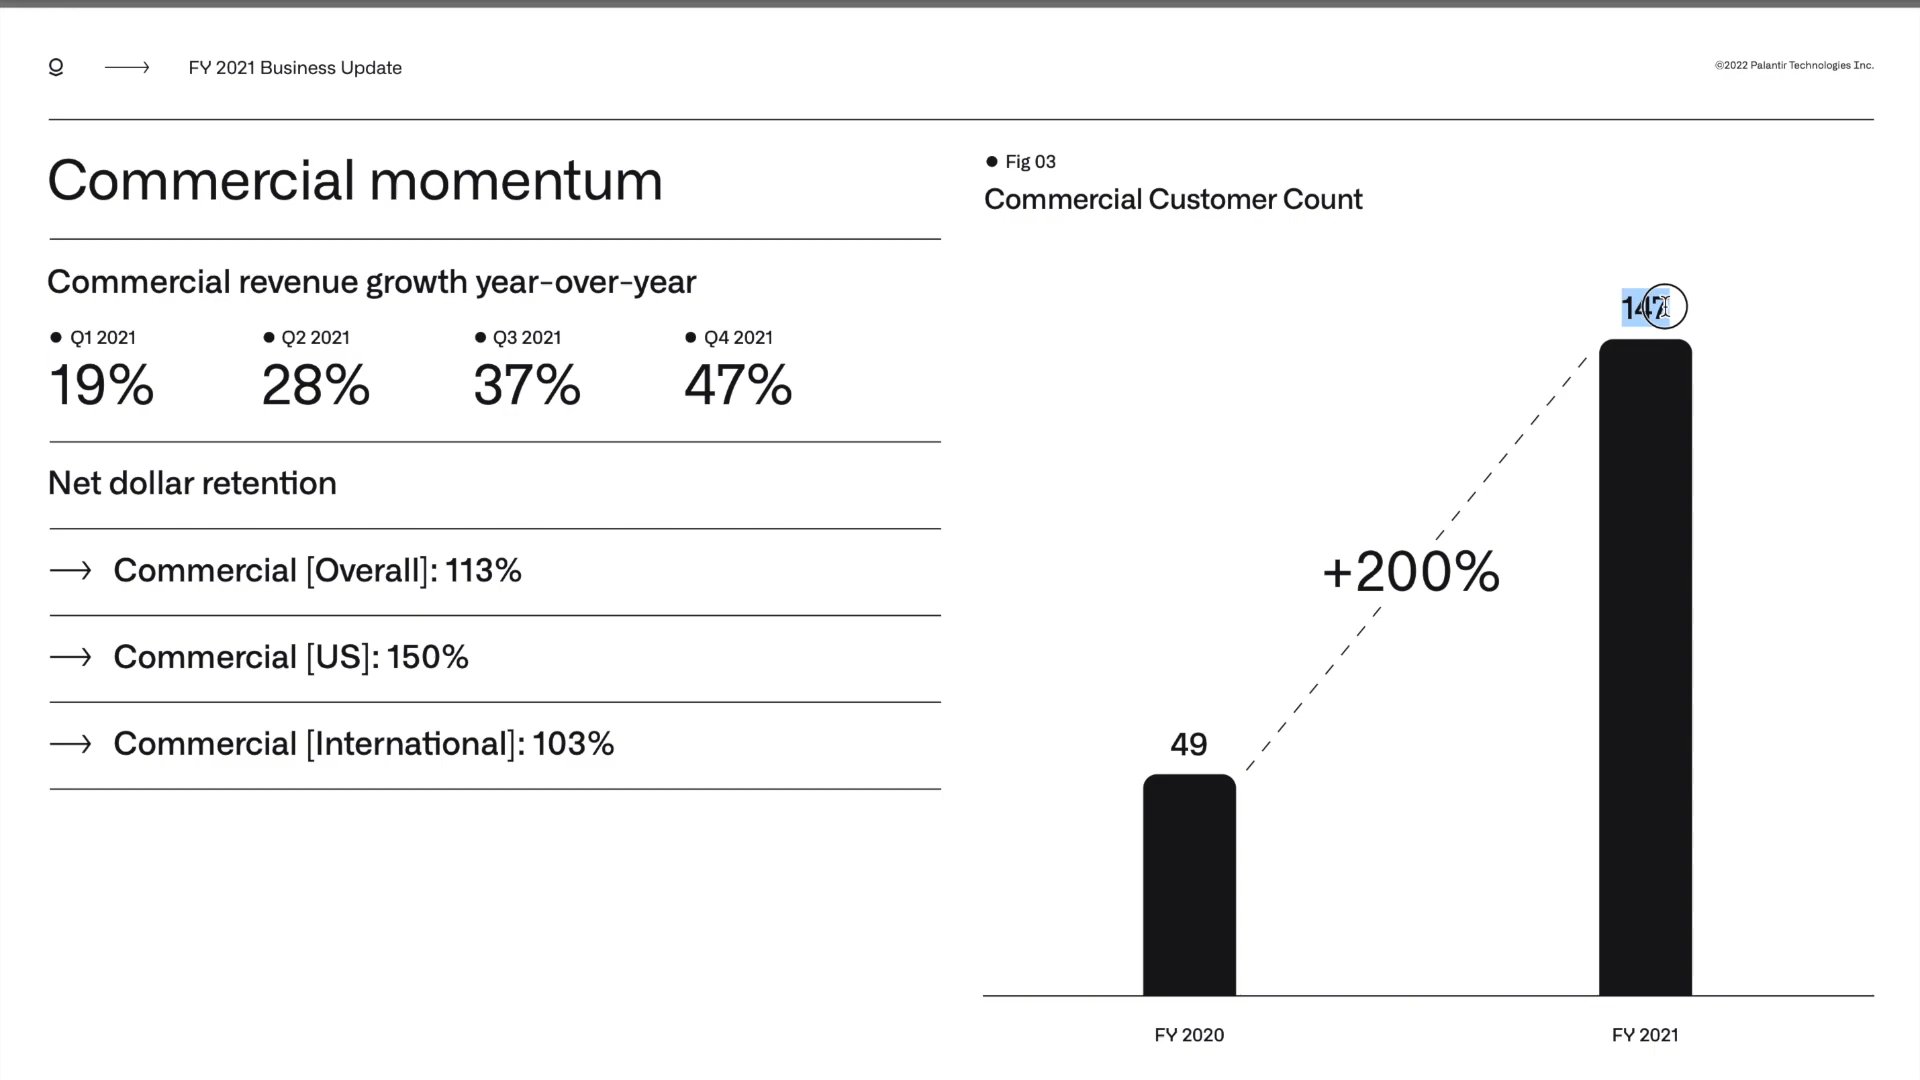 FY 2021 Business Update
©2022 Palantir Technologies Inc.
Commercial momentum
Commercial revenue growth year-over-year
Q1 2021
19%
Q2 2021
28%
Q3 2021
37%
Q4 2021
47%
Net dollar retention
Commercial [Overall]: 113%
Commercial [US]: 150%
Commercial [International]: 103%
Fig 03
Commercial Customer Count
147
+200%
49
FY 2020
FY 2021